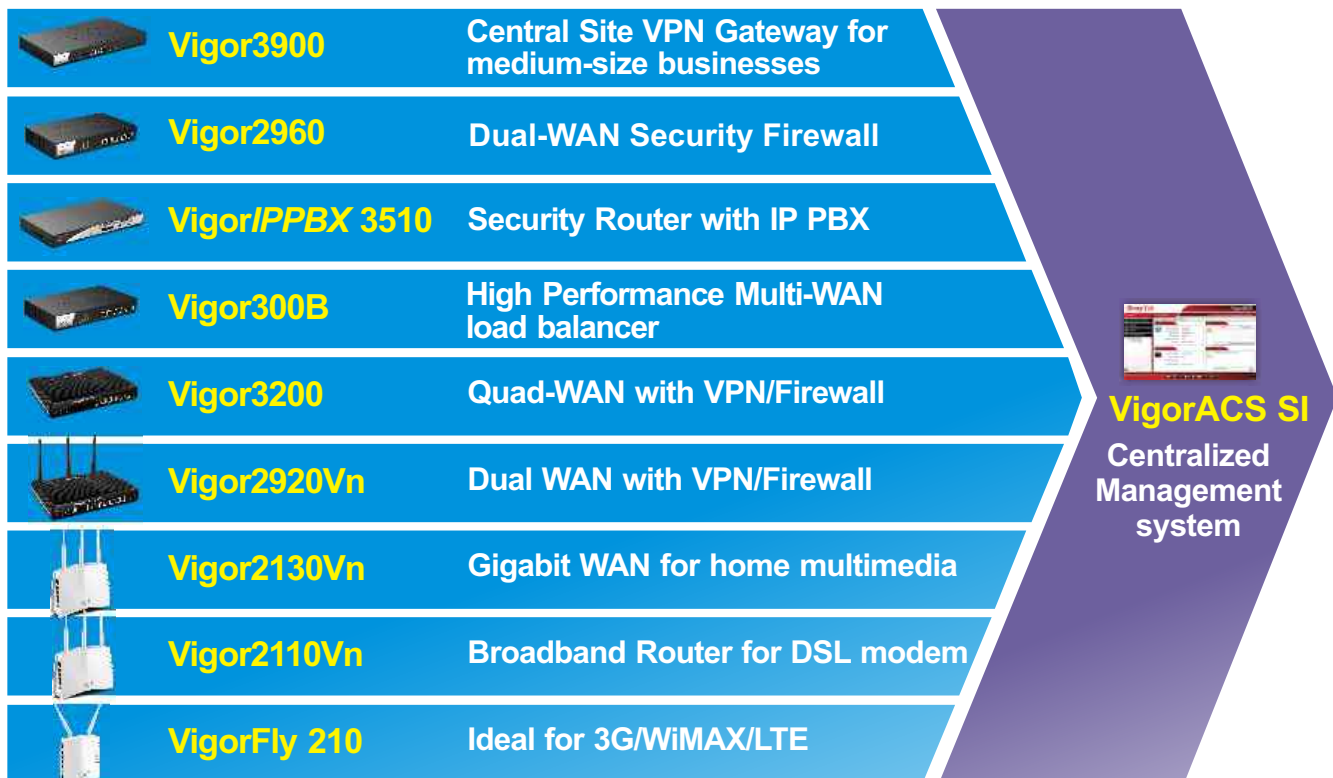 Vigor3900
Central Site VPN Gateway for
medium-size businesses
Vigor2960
Dual-WAN Security Firewall
VigorIPPBX 3510
Security Router with IP PBX
Vigor300B
High Performance Multi-WAN
load balancer
Vigor3200
Quad-WAN with VPN/Firewall
Vigor2920Vn
Dual WAN with VPN/Firewall
Vigor2130Vn
Gigabit WAN for home multimedia
Vigor2110Vn
Broadband Router for DSL modem
VigorFly 210
Ideal for 3G/WiMAX/LTE
VigorACS SI
Centralized
Management
system